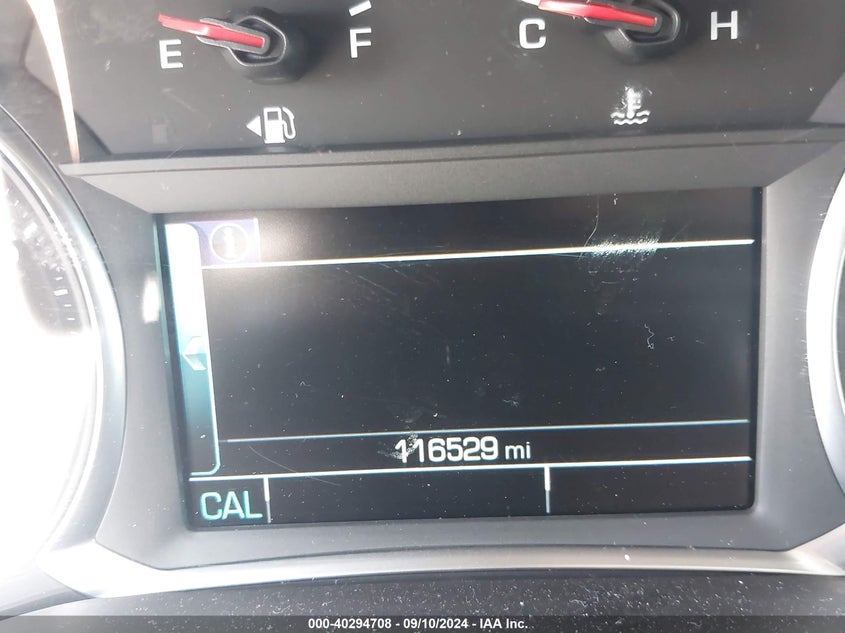 E F C H
116529 mi
CAL
000-40294708 - 09/10/2024 - IAA Inc.